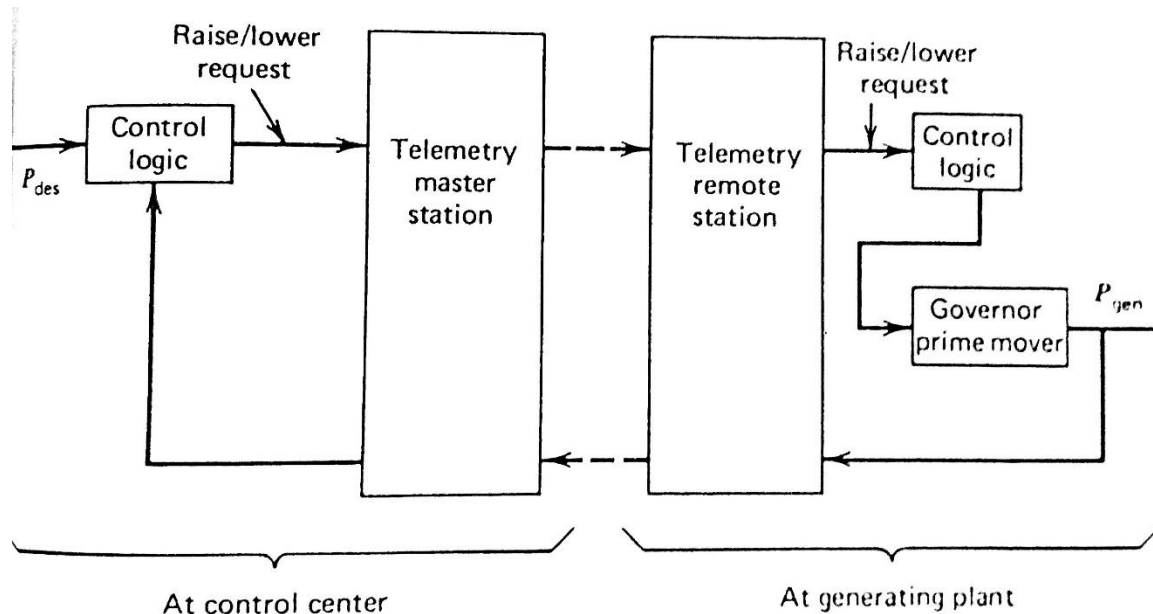 Raise/lower
request
Control
logic
P_des
Telemetry
master
station
Telemetry
remote
station
Raise/lower
request
Control
logic
Governor
prime mover
P_gen
At control center
At generating plant